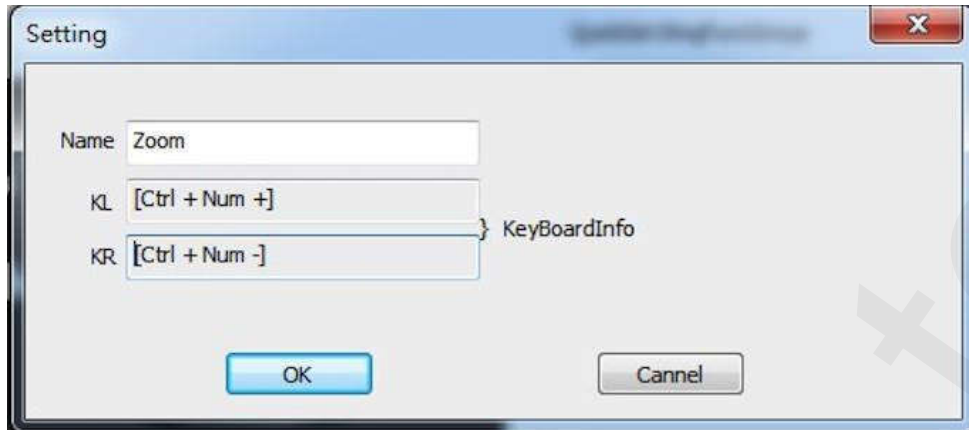 Setting
Name Zoom
KL [Ctrl + Num +]
} KeyBoardInfo
KR [Ctrl + Num -]
OK Cannel